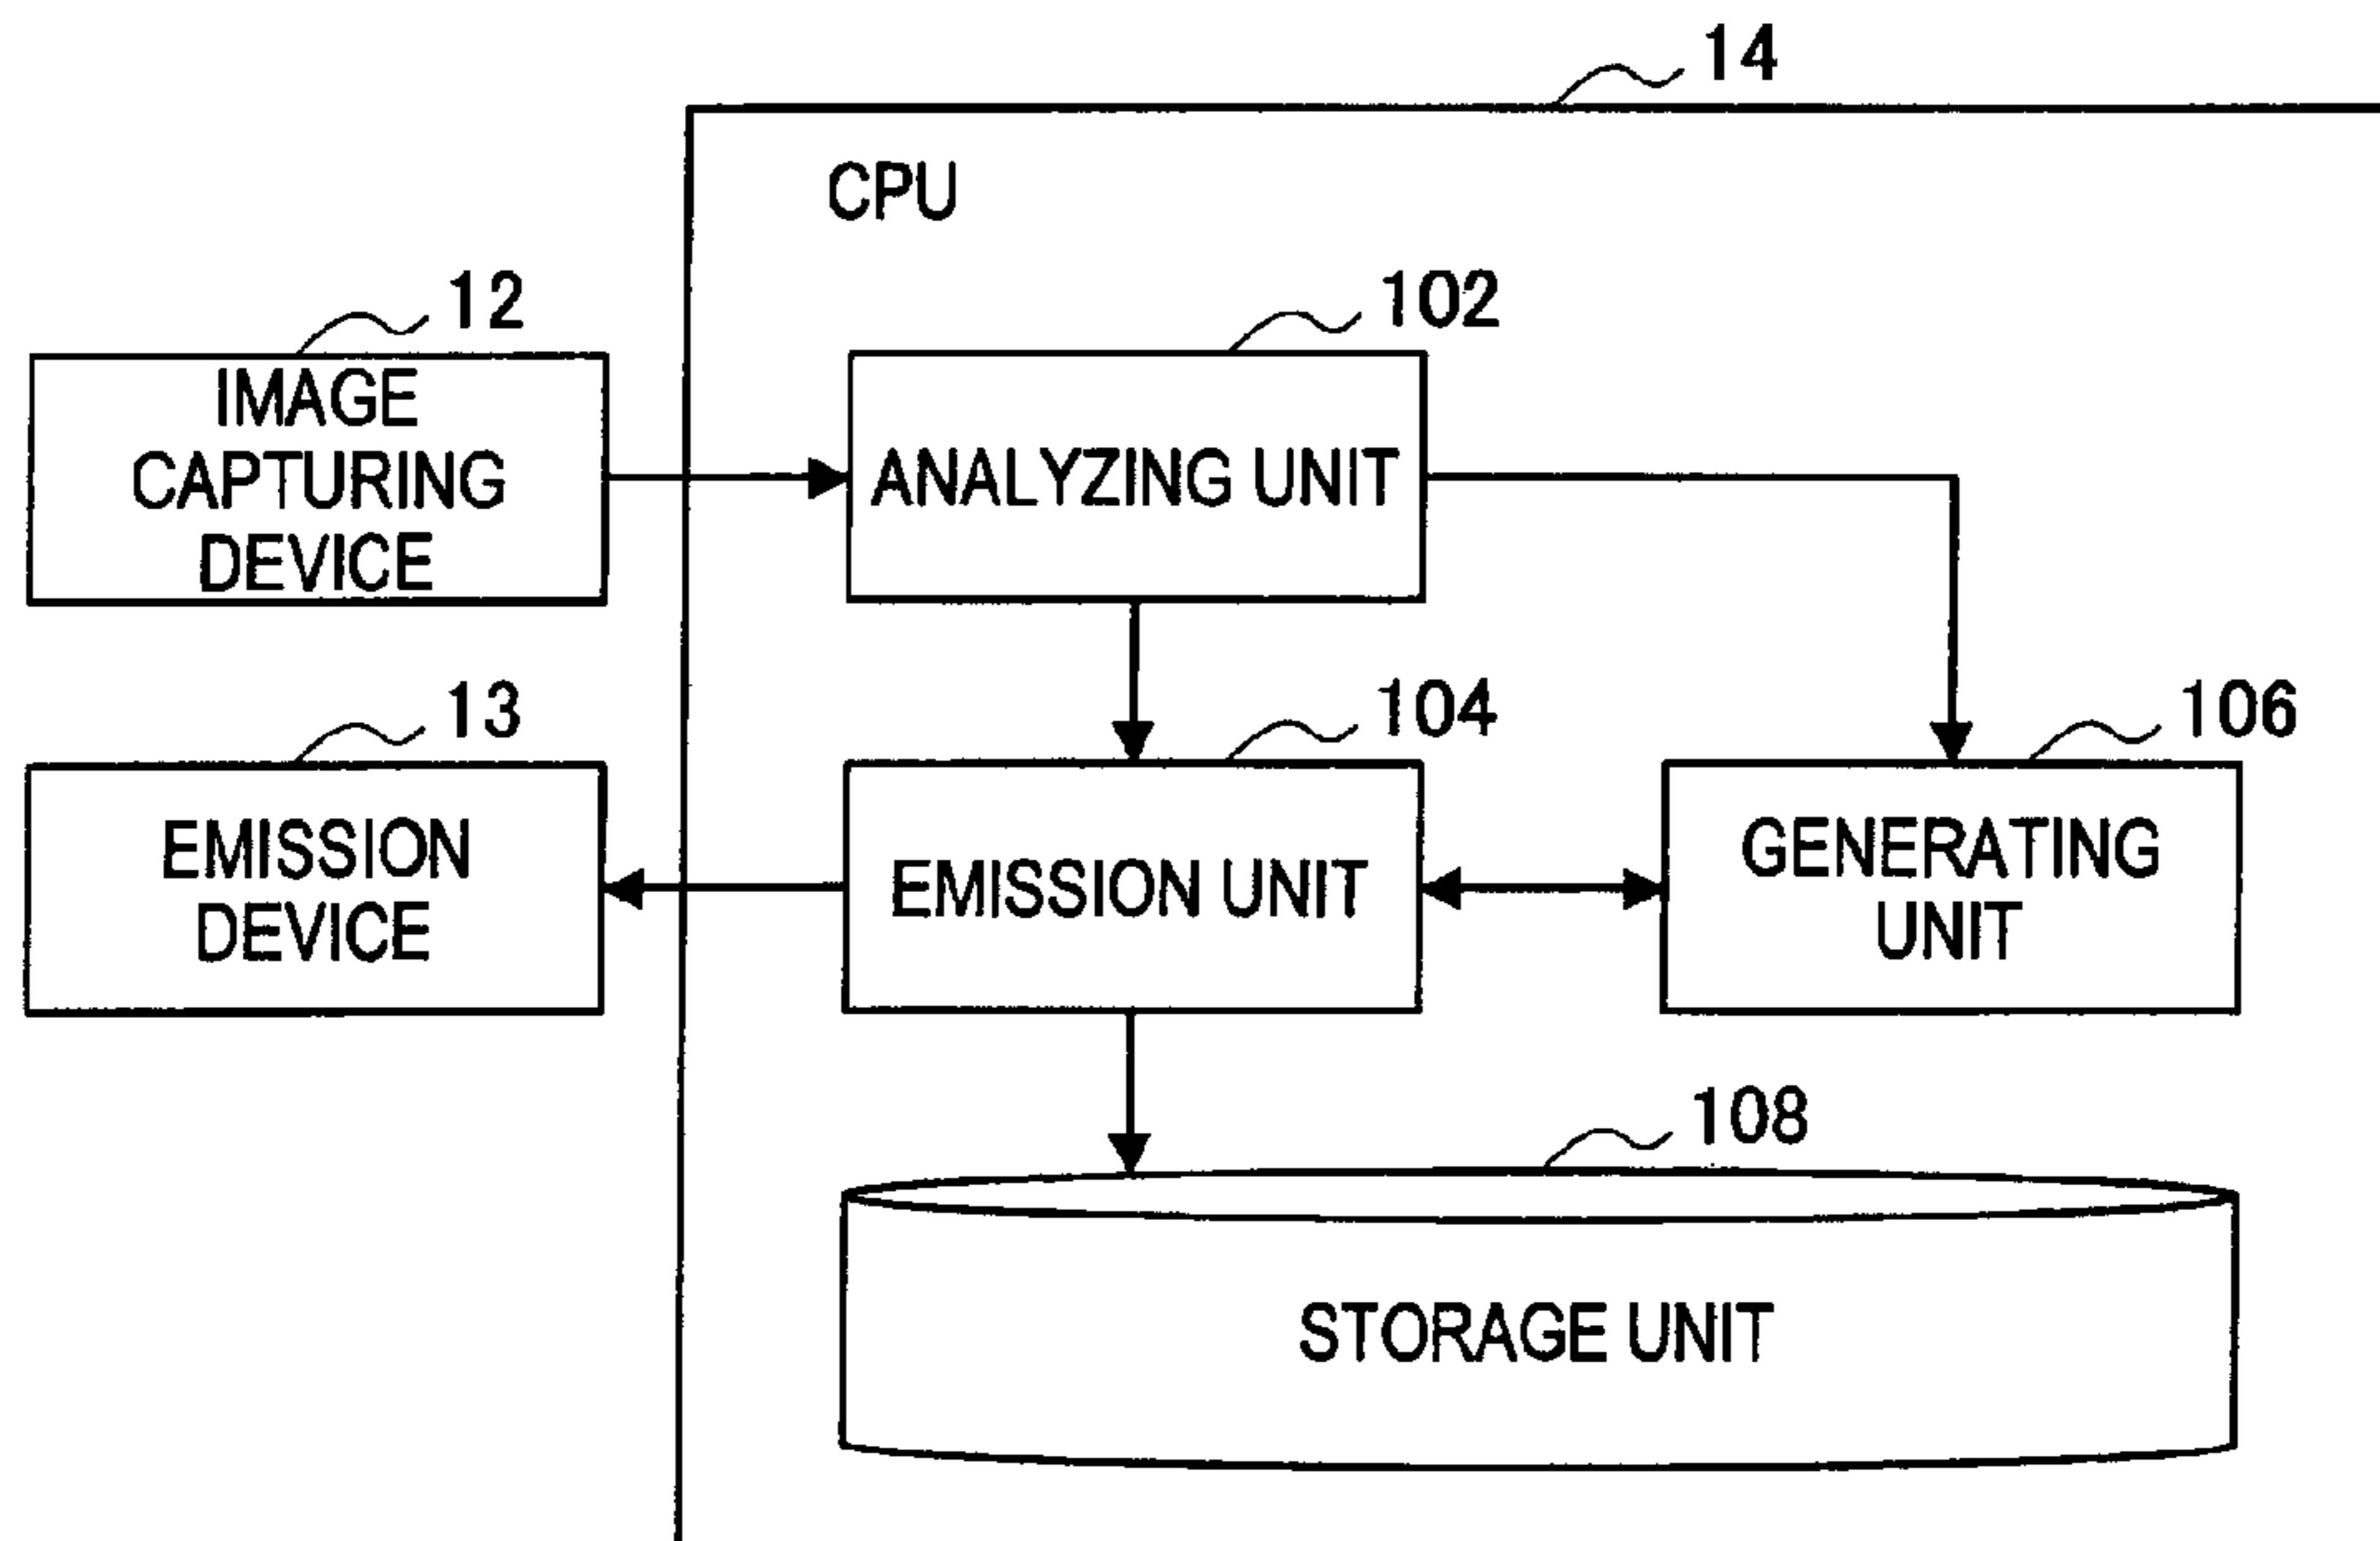 14
CPU
12
102
IMAGE
CAPTURING
DEVICE
ANALYZING UNIT
13
104
106
EMISSION
DEVICE
EMISSION UNIT
GENERATING
UNIT
108
STORAGE UNIT